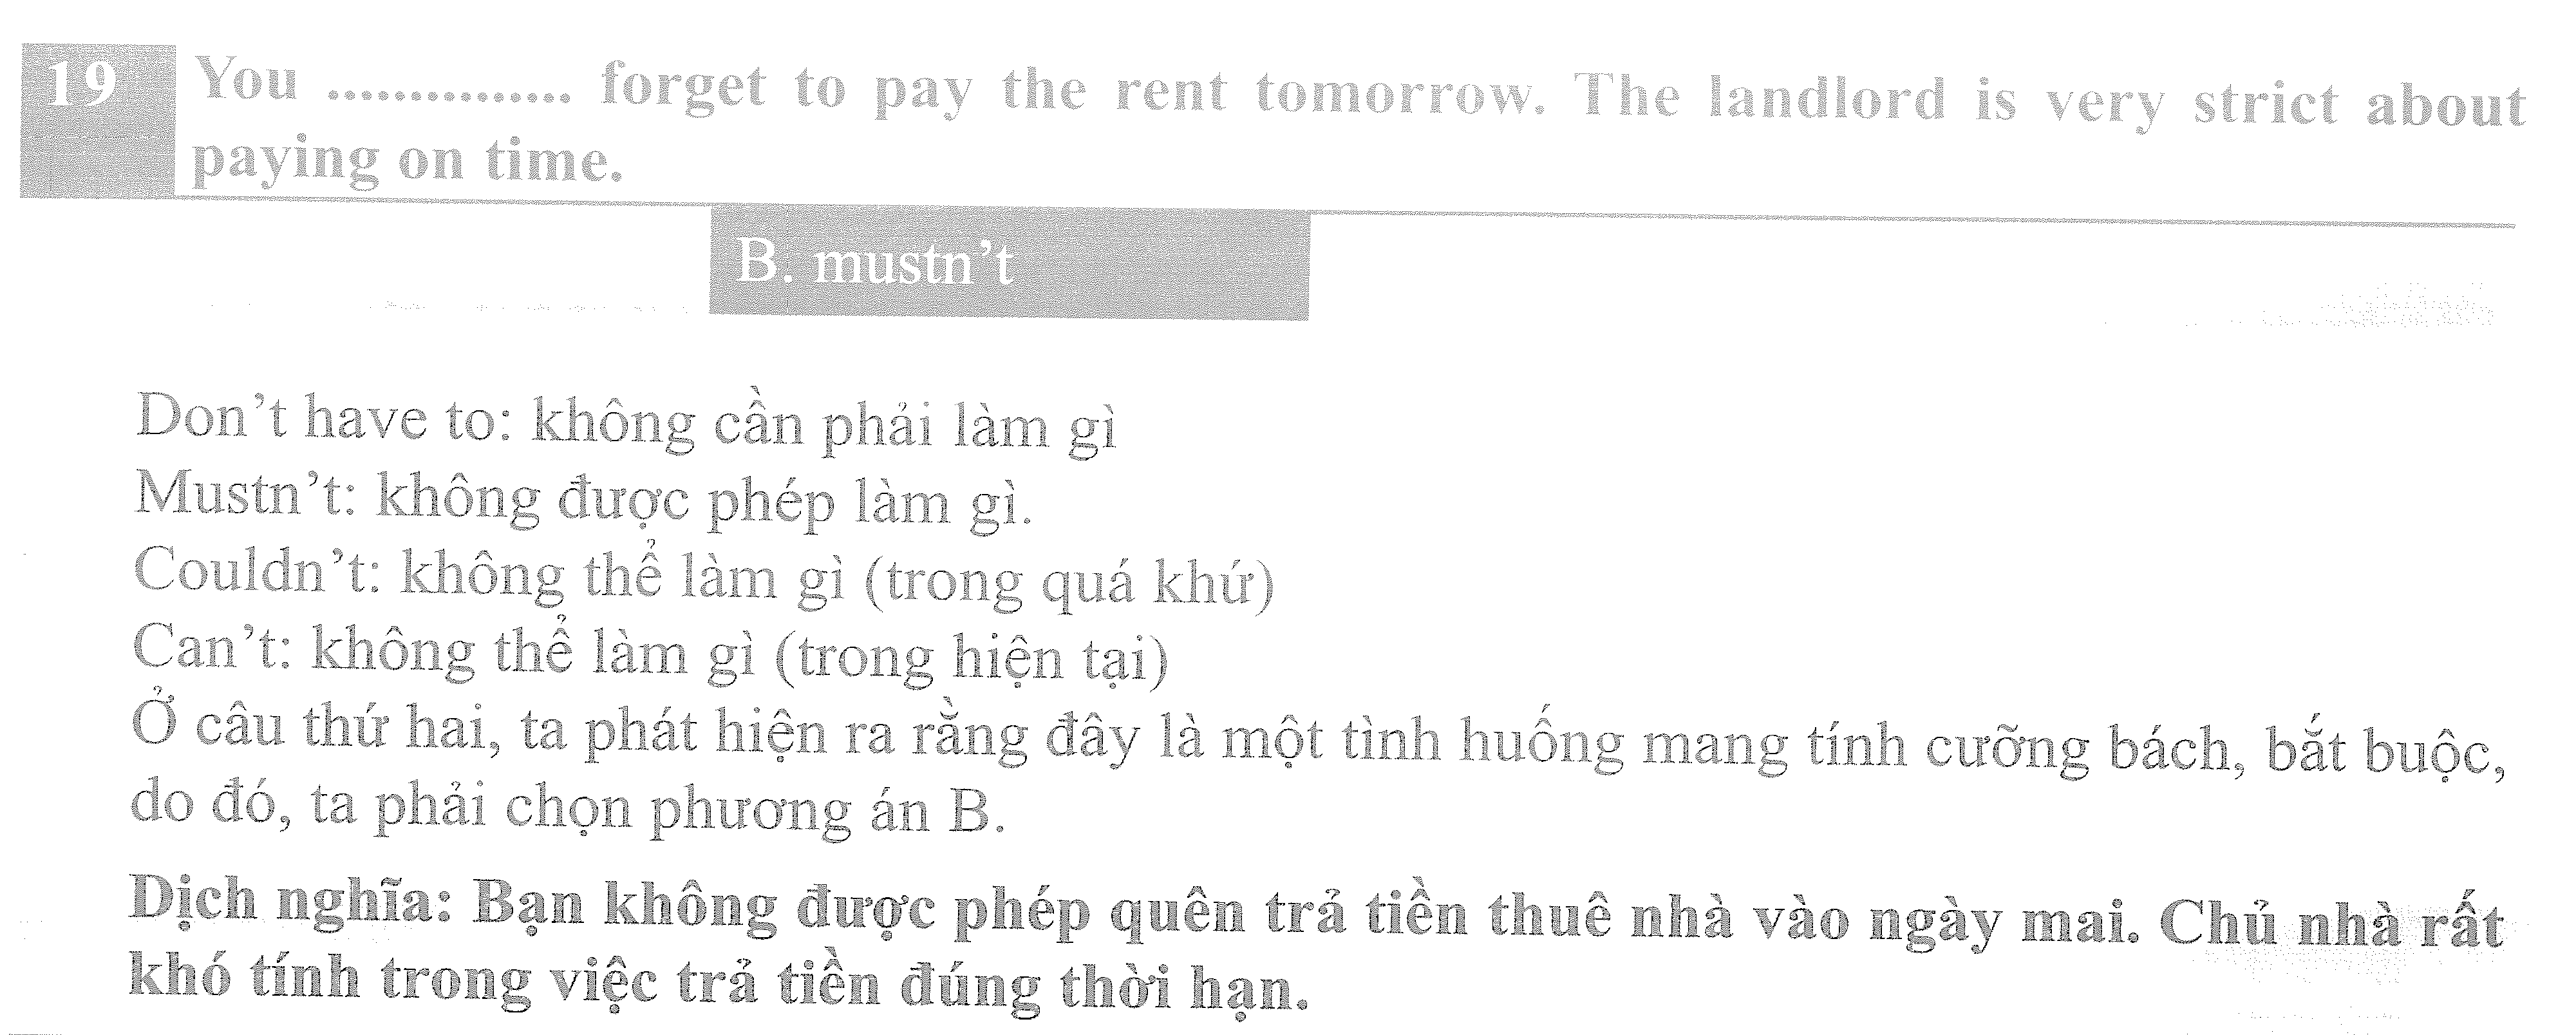 19 You .............. forget to pay the rent tomorrow. The landlord is very strict about
paying on time.
B. mustn't
Don't have to: không cần phải làm gì
Mustn't: không được phép làm gì.
Couldn't: không thể làm gì (trong quá khứ)
Can't: không thể làm gì (trong hiện tại)
Ở câu thứ hai, ta phát hiện ra rằng đây là một tình huống mang tính cưỡng bách, bắt buộc,
do đó, ta phải chọn phương án B.
Dịch nghĩa: Bạn không được phép quên trả tiền thuê nhà vào ngày mai. Chủ nhà rất
khó tính trong việc trả tiền đúng thời hạn.